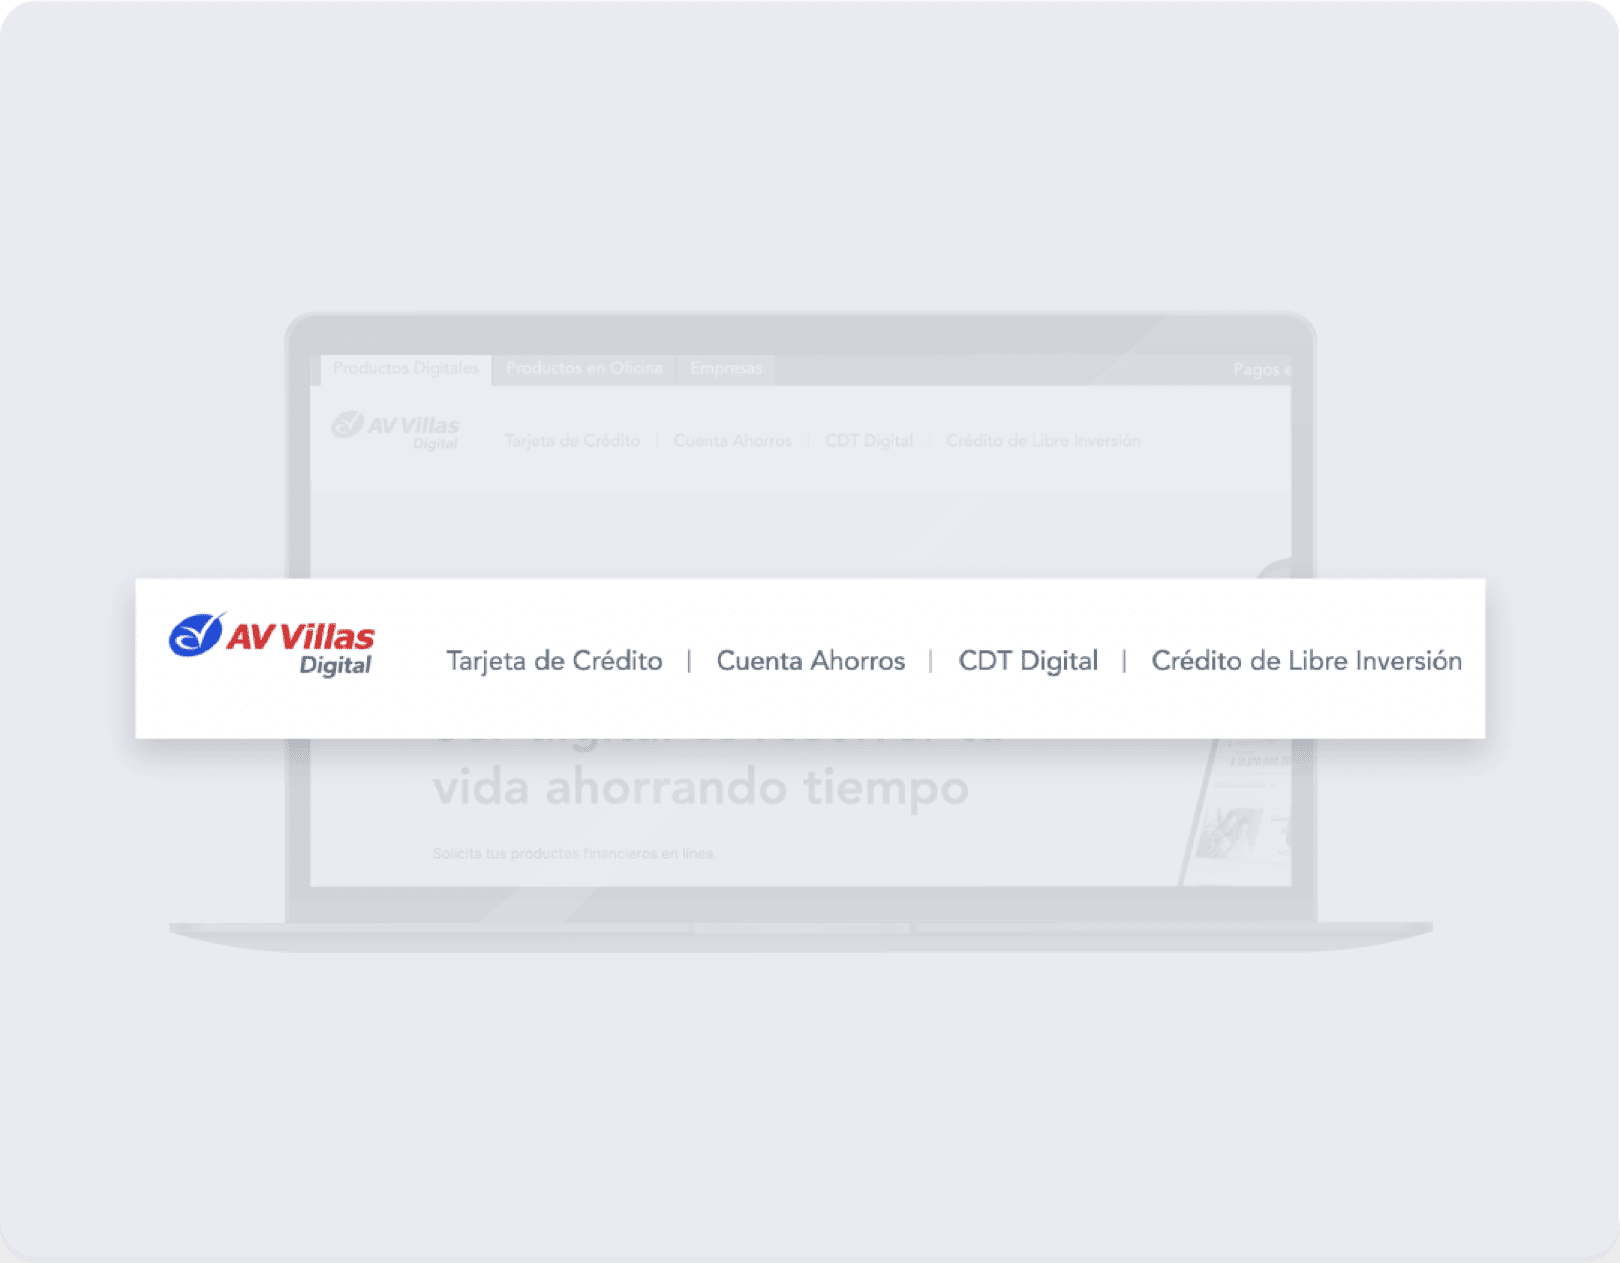 Productos Digitales Productos en Oficina Empresas Pagos
AV Villas
Digital
Tarjeta de Crédito | Cuenta Ahorros | CDT Digital | Crédito de Libre Inversión
AV Villas
Digital
Tarjeta de Crédito | Cuenta Ahorros | CDT Digital | Crédito de Libre Inversión
vida ahorrando tiempo
Solicita tus productos financieros en línea.